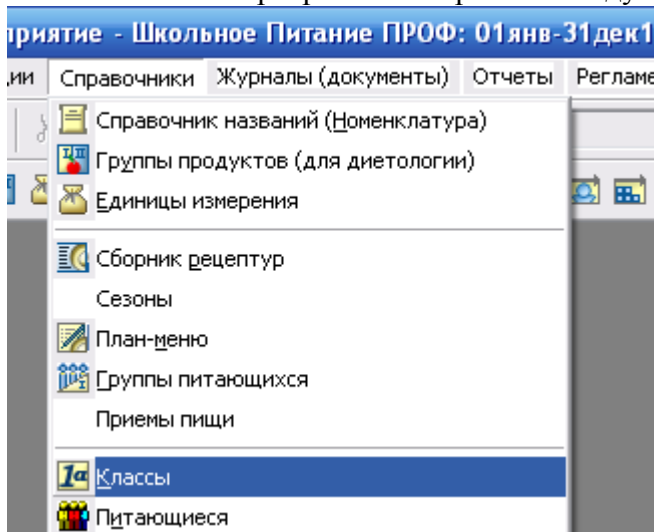 приятие - Школьное Питание ПРОФ: 01янв-31дек1
ии Справочники Журналы (документы) Отчеты Регламе
Справочник названий (Номенклатура)
Группы продуктов (для диетологии)
Единицы измерения
Сборник рецептур
Сезоны
План-меню
Группы питающихся
Приемы пищи
1а Классы
Питающиеся